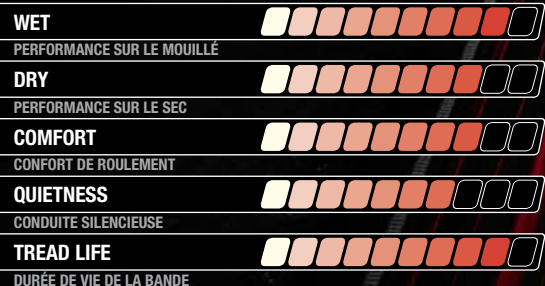 WET
PERFORMANCE SUR LE MOUILLÉ
DRY
PERFORMANCE SUR LE SEC
COMFORT
CONFORT DE ROULEMENT
QUIETNESS
CONDUITE SILENCIEUSE
TREAD LIFE
DURÉE DE VIE DE LA BANDE